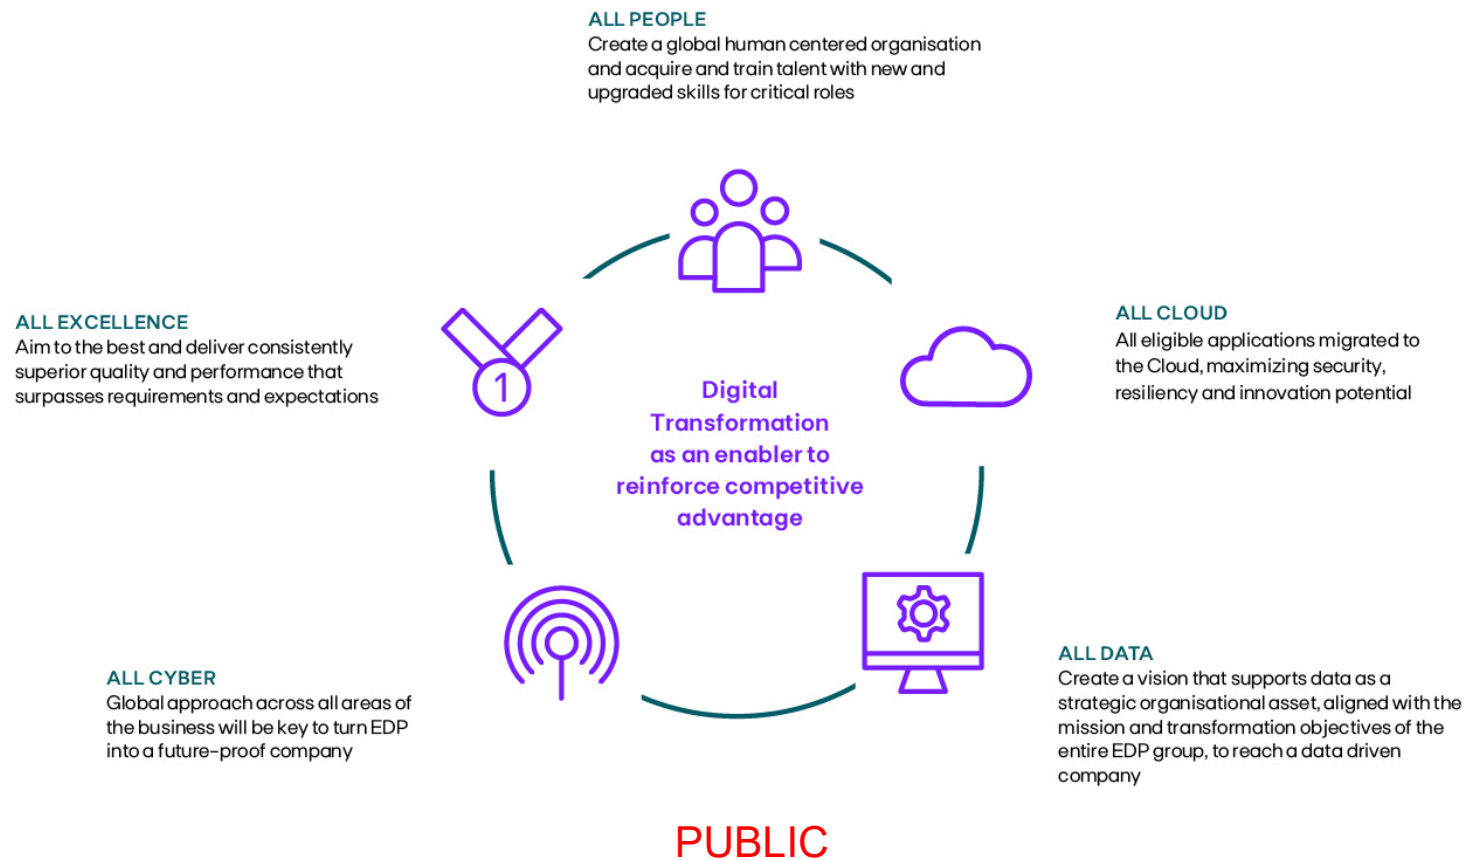 ALL PEOPLE
Create a global human centered organisation
and acquire and train talent with new and
upgraded skills for critical roles
ALL EXCELLENCE
Aim to the best and deliver consistently
superior quality and performance that
surpasses requirements and expectations
1
ALL CLOUD
All eligible applications migrated to
the Cloud, maximizing security,
resiliency and innovation potential
Digital
Transformation
as an enabler to
reinforce competitive
advantage
ALL CYBER
Global approach across all areas of
the business will be key to turn EDP
into a future-proof company
ALL DATA
Create a vision that supports data as a
strategic organisational asset, aligned with the
mission and transformation objectives of the
entire EDP group, to reach a data driven
company
PUBLIC